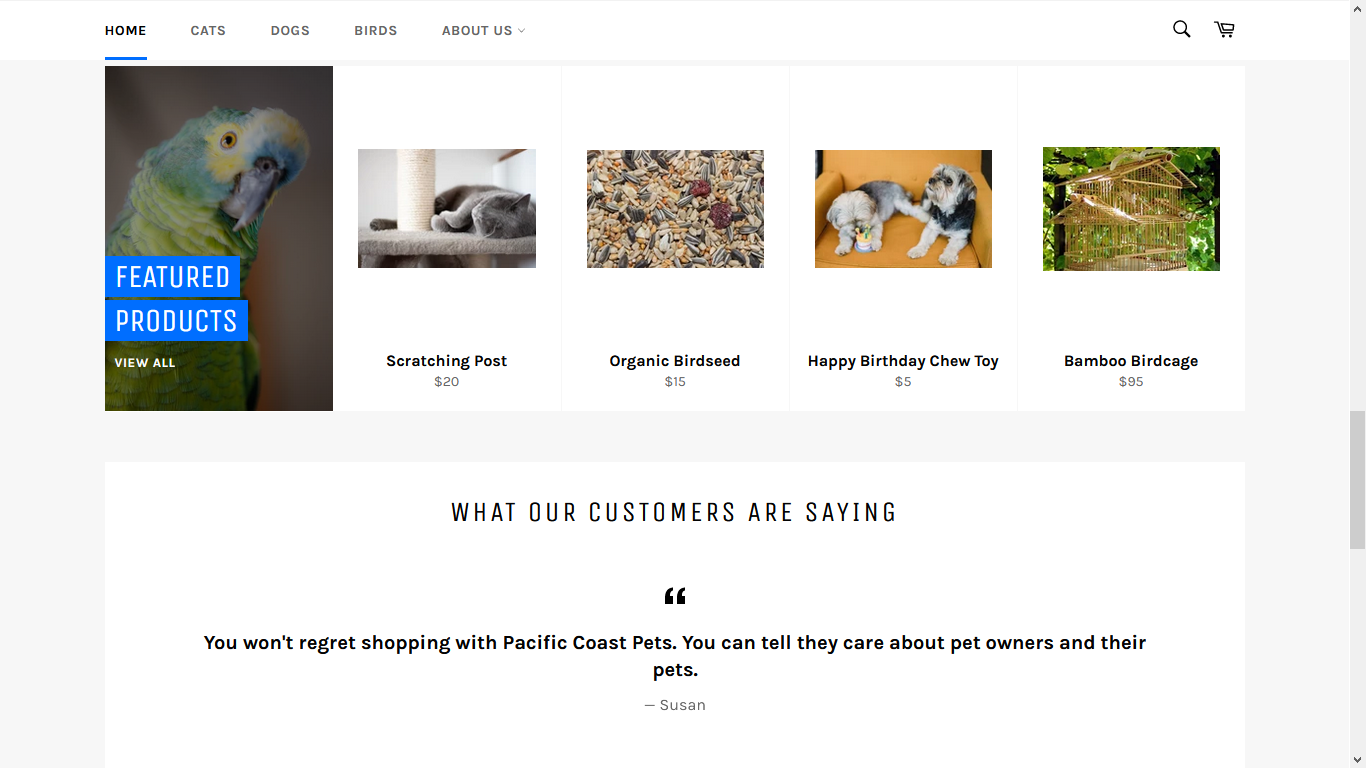 HOME CATS DOGS BIRDS ABOUT US
FEATURED
PRODUCTS
VIEW ALL
Scratching Post
$20
Organic Birdseed
$15
Happy Birthday Chew Toy
$5
Bamboo Birdcage
$95
WHAT OUR CUSTOMERS ARE SAYING
“
You won't regret shopping with Pacific Coast Pets. You can tell they care about pet owners and their
pets.
— Susan